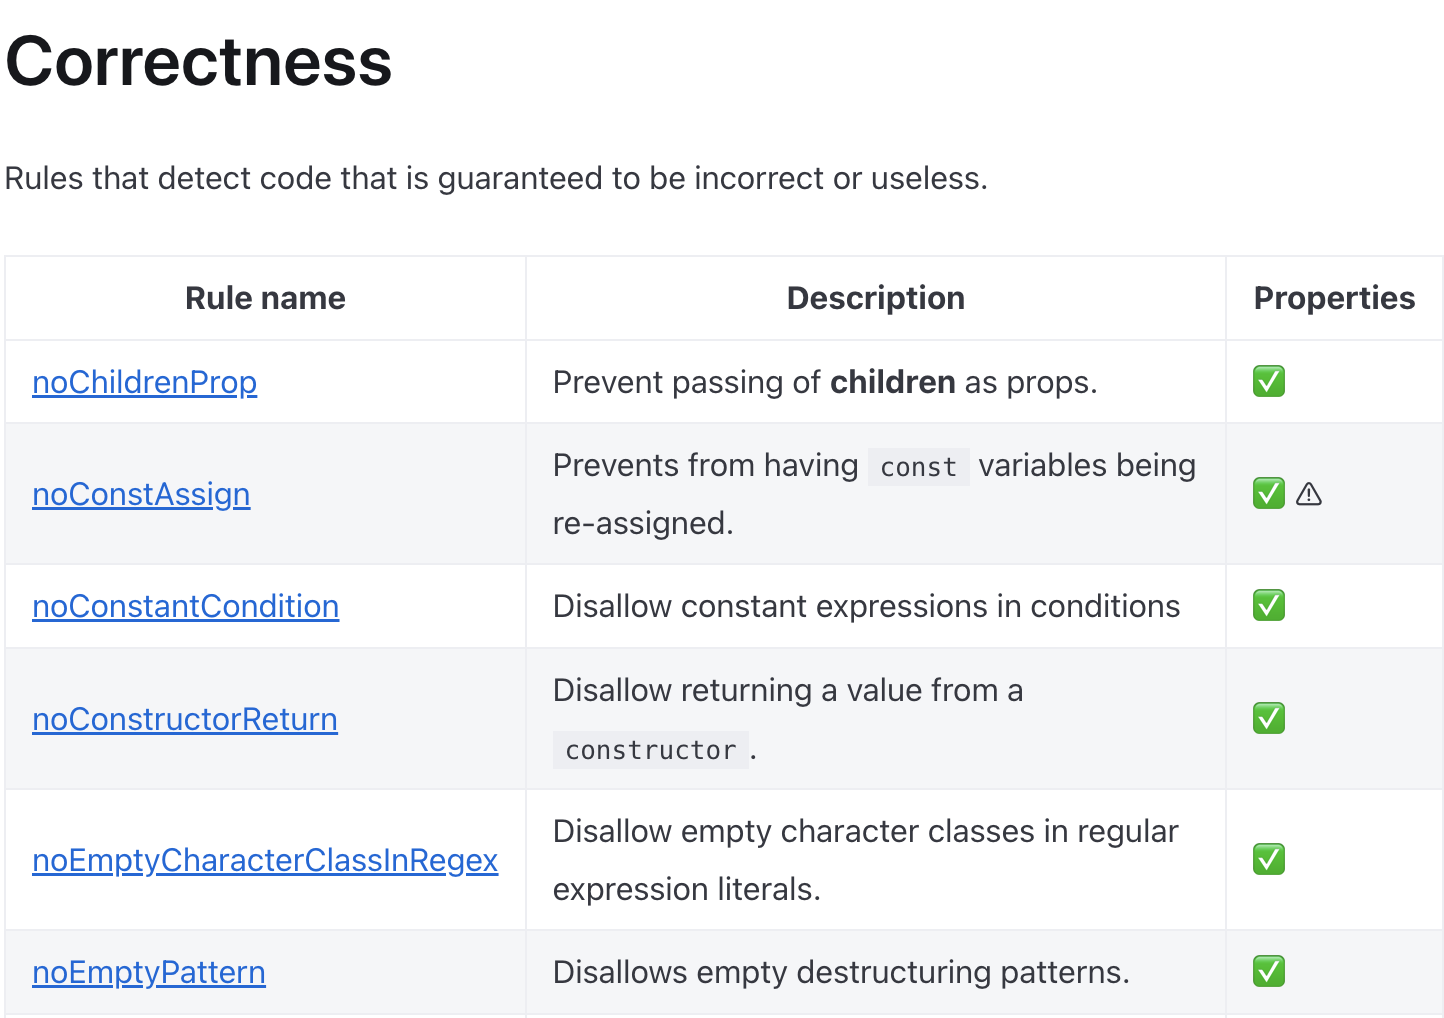 Correctness
Rules that detect code that is guaranteed to be incorrect or useless.
Rule name Description Properties
noChildrenProp Prevent passing of children as props. ✅
noConstAssign Prevents from having const variables being
re-assigned. ✅ ⚠
noConstantCondition Disallow constant expressions in conditions ✅
noConstructorReturn Disallow returning a value from a
constructor. ✅
noEmptyCharacterClassInRegex Disallow empty character classes in regular
expression literals. ✅
noEmptyPattern Disallows empty destructuring patterns. ✅